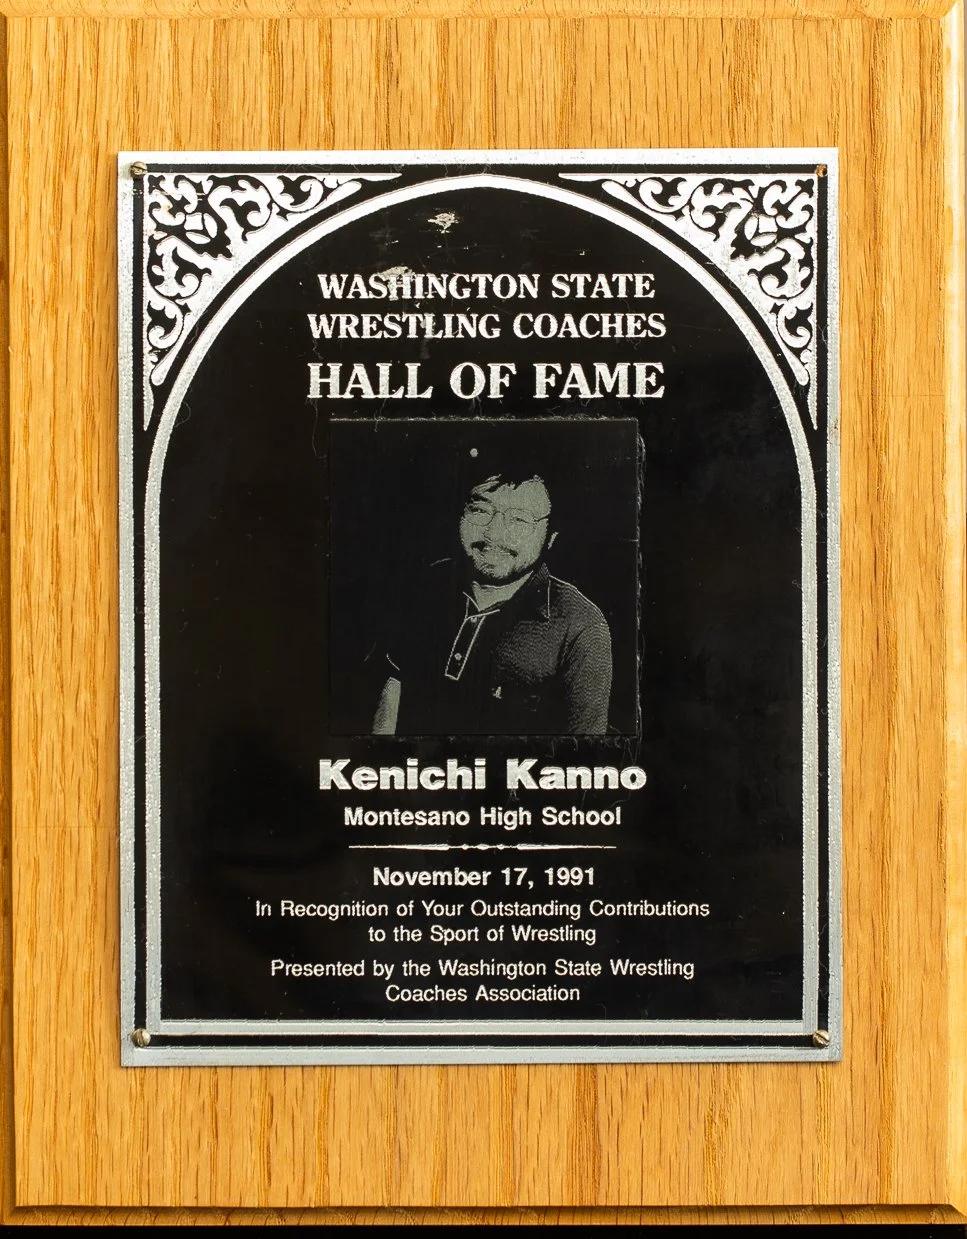 WASHINGTON STATE
WRESTLING COACHES
HALL OF FAME
Kenichi Kanno
Montesano High School
November 17, 1991
In Recognition of Your Outstanding Contributions
to the Sport of Wrestling
Presented by the Washington State Wrestling
Coaches Association